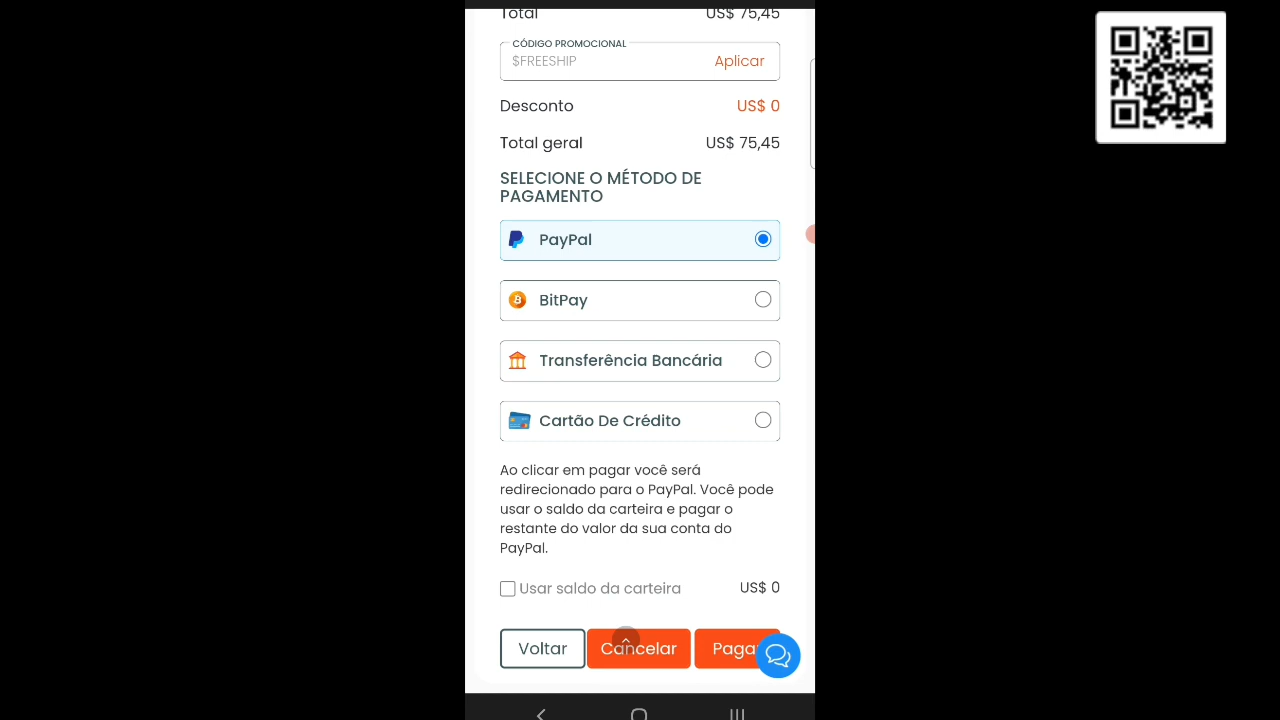 Total US$ 75,45
CÓDIGO PROMOCIONAL
$FREESHIP Aplicar
Desconto US$ 0
Total geral US$ 75,45
SELECIONE O MÉTODO DE
PAGAMENTO
PayPal
BitPay
Transferência Bancária
Cartão De Crédito
Ao clicar em pagar você será
redirecionado para o PayPal. Você pode
usar o saldo da carteira e pagar o
restante do valor da sua conta do
PayPal.
Usar saldo da carteira US$ 0
Voltar Cancelar Paga